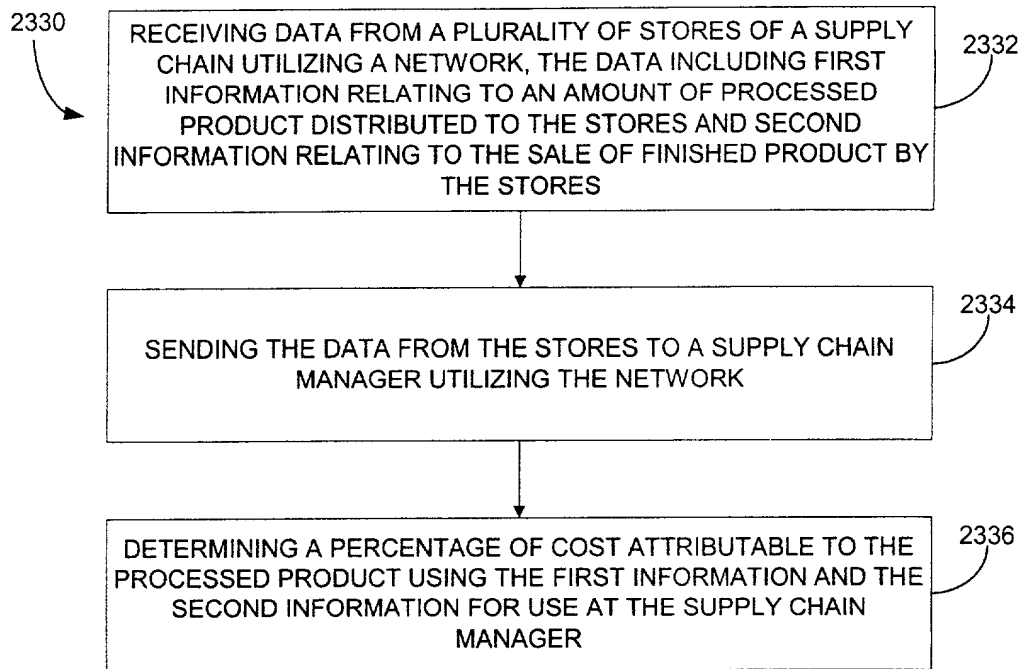 2330
RECEIVING DATA FROM A PLURALITY OF STORES OF A SUPPLY
CHAIN UTILIZING A NETWORK, THE DATA INCLUDING FIRST
INFORMATION RELATING TO AN AMOUNT OF PROCESSED
PRODUCT DISTRIBUTED TO THE STORES AND SECOND
INFORMATION RELATING TO THE SALE OF FINISHED PRODUCT BY
THE STORES
2332
SENDING THE DATA FROM THE STORES TO A SUPPLY CHAIN
MANAGER UTILIZING THE NETWORK
2334
DETERMINING A PERCENTAGE OF COST ATTRIBUTABLE TO THE
PROCESSED PRODUCT USING THE FIRST INFORMATION AND THE
SECOND INFORMATION FOR USE AT THE SUPPLY CHAIN
MANAGER
2336